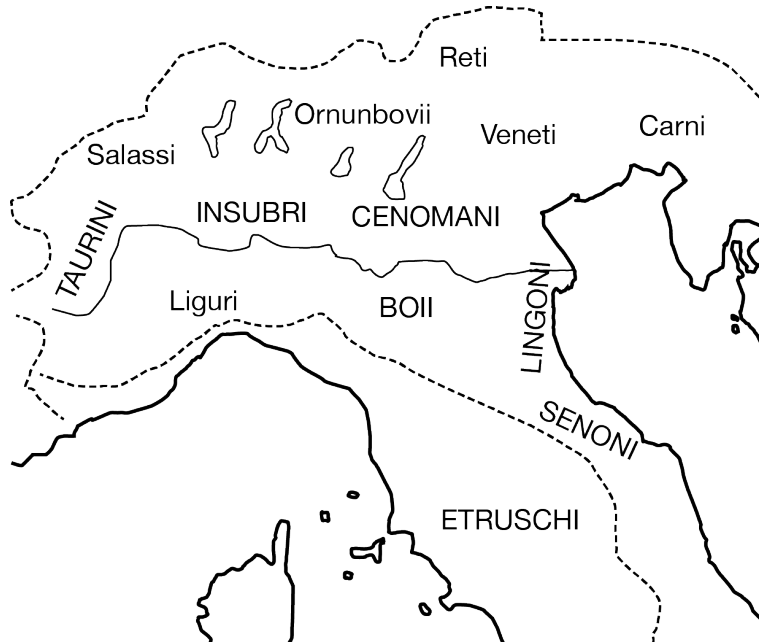 Reti
Ornunbovii
Veneti
Carni
Salassi
INSUBRI
CENOMANI
TAURINI
Liguri
BOII
LINGONI
SENONI
ETRUSCHI